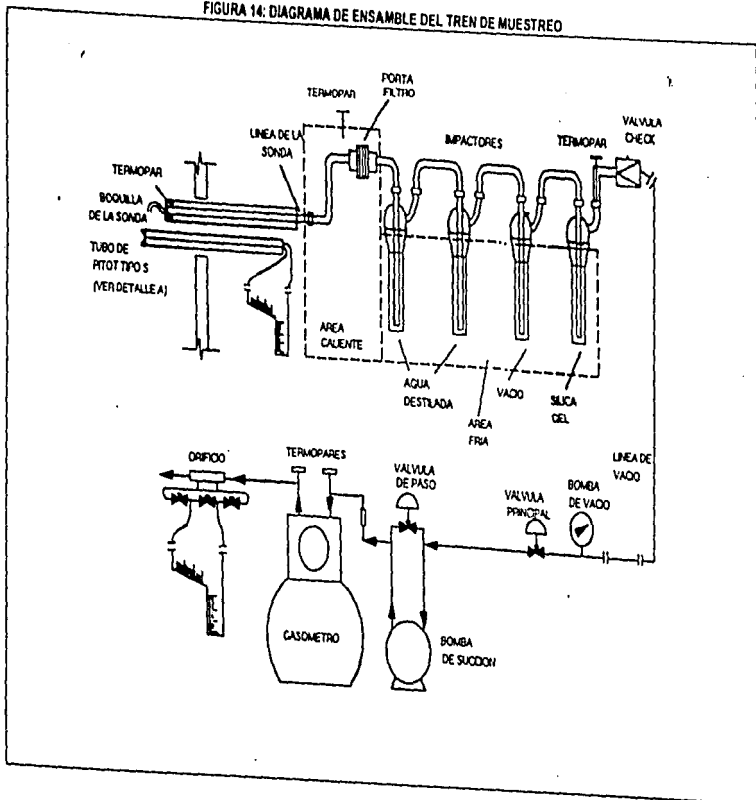 FIGURA 14: DIAGRAMA DE ENSAMBLE DEL TREN DE MUESTREO
PORTA
FILTRO
TERMOPAR
LINEA DE LA
SONDA
IMPACTORES
TERMOPAR
VALVULA
CHECK
TERMOPAR
BOQUILLA
DE LA SONDA
TUBO DE
PITOT TIPO S
(VER DETALLE A)
AREA
CALIENTE
AGUA
DESTILADA
AREA
FRIA
VACIO
SILICA
GEL
LINEA DE
VACIO
ORIFICIO
TERMOPARES
VALVULA
DE PASO
VALVULA
PRINCIPAL
BOMBA
DE VACIO
GASOMETRO
BOMBA
DE SUCCION